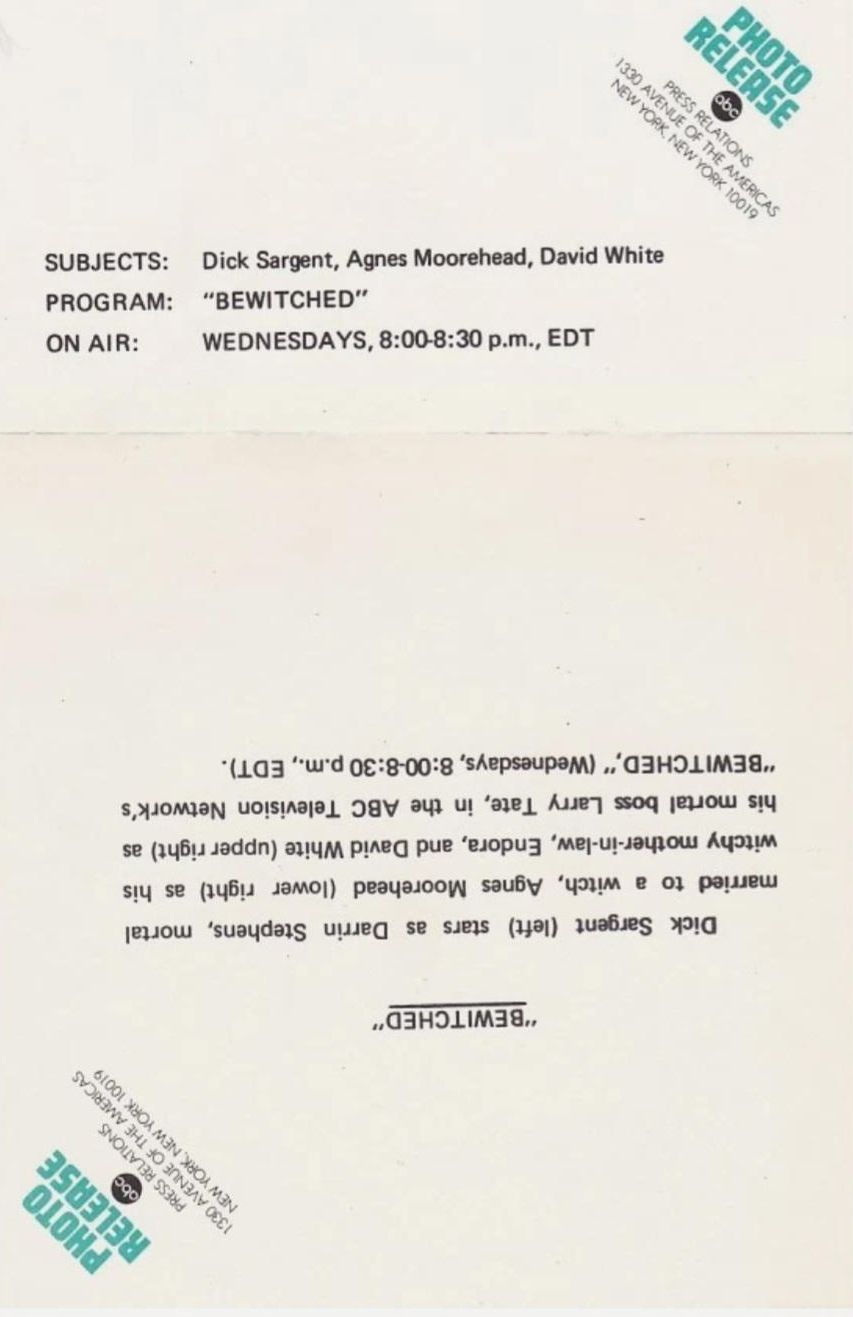 PHOTO
RELEASE
abc
PRESS RELATIONS
1330 AVENUE OF THE AMERICAS
NEW YORK, NEW YORK 10019
SUBJECTS: Dick Sargent, Agnes Moorehead, David White
PROGRAM: "BEWITCHED"
ON AIR: WEDNESDAYS, 8:00-8:30 p.m., EDT
PHOTO
RELEASE
abc
PRESS RELATIONS
1330 AVENUE OF THE AMERICAS
NEW YORK, NEW YORK 10019
"BEWITCHED"
Dick Sargent (left) stars as Darrin Stephens, mortal
married to a witch, Agnes Moorehead (lower right) as his
witchy mother-in-law, Endora, and David White (upper right) as
his mortal boss Larry Tate, in the ABC Television Network's
"BEWITCHED," (Wednesdays, 8:00-8:30 p.m., EDT).